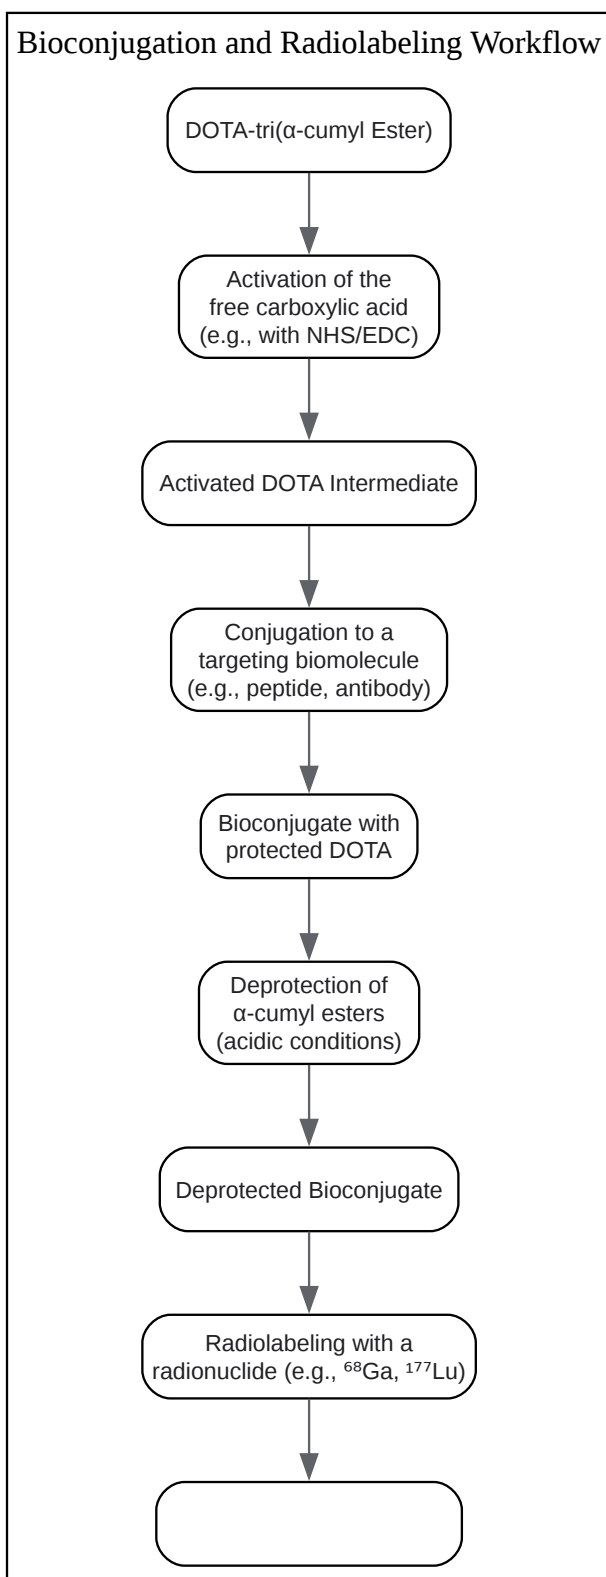 Bioconjugation and Radiolabeling Workflow
DOTA-tri(α-cumyl Ester)
Activation of the
free carboxylic acid
(e.g., with NHS/EDC)
Activated DOTA Intermediate
Conjugation to a
targeting biomolecule
(e.g., peptide, antibody)
Bioconjugate with
protected DOTA
Deprotection of
α-cumyl esters
(acidic conditions)
Deprotected Bioconjugate
Radiolabeling with a
radionuclide (e.g., ⁶⁸Ga, ¹⁷⁷Lu)